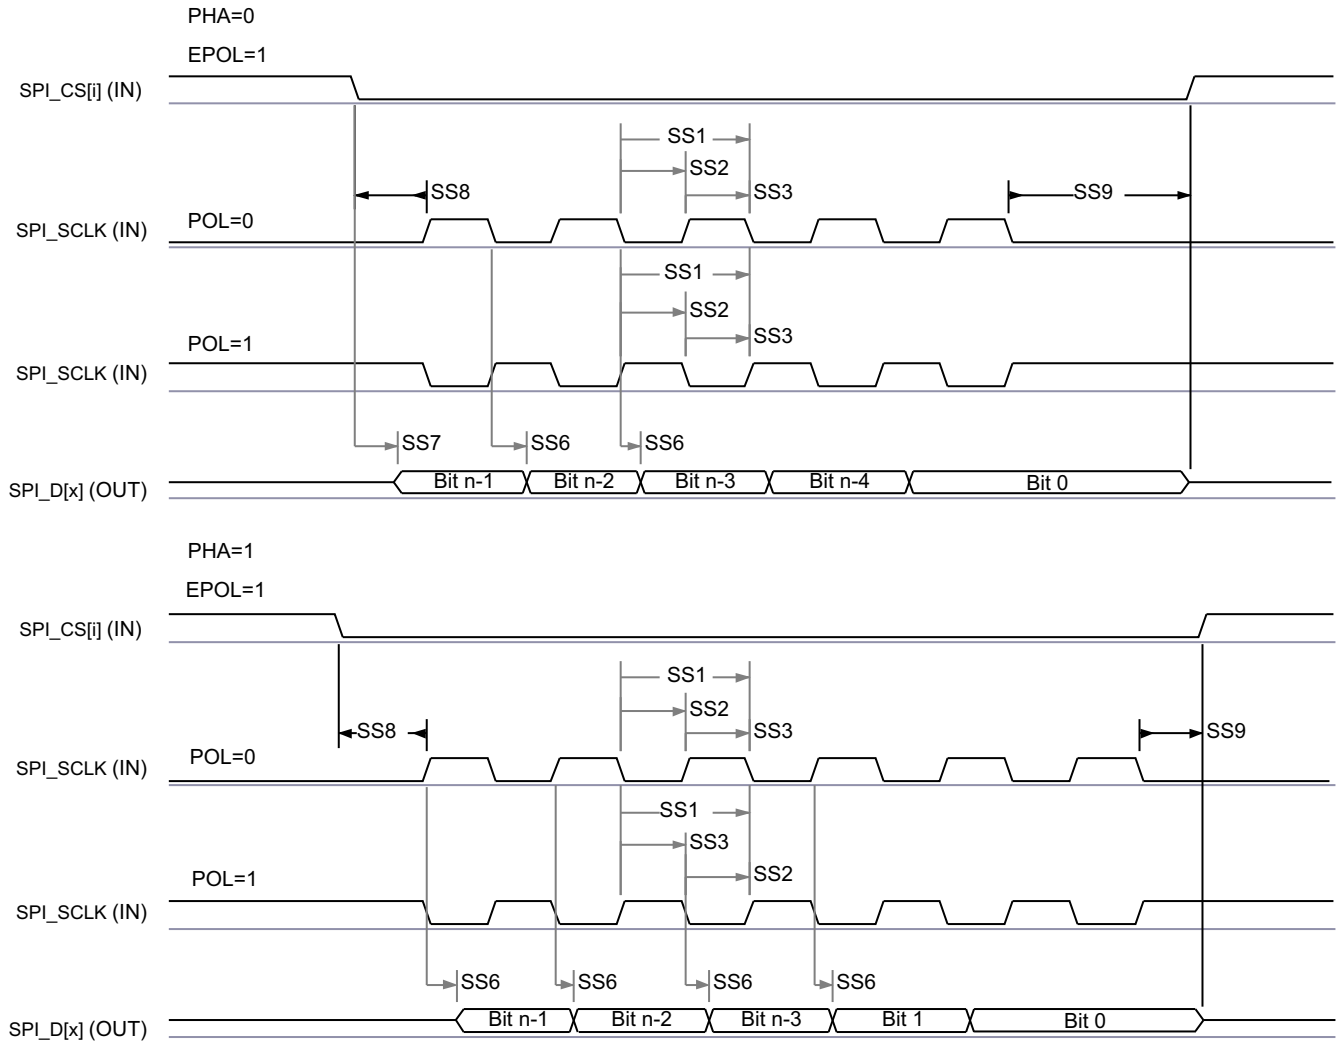 PHA=0
EPOL=1
SPI_CS[i] (IN)
SS1
SS2
SS8
SS3
SS9
POL=0
SPI_SCLK (IN)
SS1
SS2
SS3
POL=1
SPI_SCLK (IN)
SS7 SS6 SS6
SPI_D[x] (OUT) Bit n-1 Bit n-2 Bit n-3 Bit n-4 Bit 0
PHA=1
EPOL=1
SPI_CS[i] (IN)
SS1
SS2
SS8 SS3 SS9
POL=0
SPI_SCLK (IN)
SS1
SS3
SS2
POL=1
SPI_SCLK (IN)
SS6 SS6 SS6 SS6
SPI_D[x] (OUT) Bit n-1 Bit n-2 Bit n-3 Bit 1 Bit 0